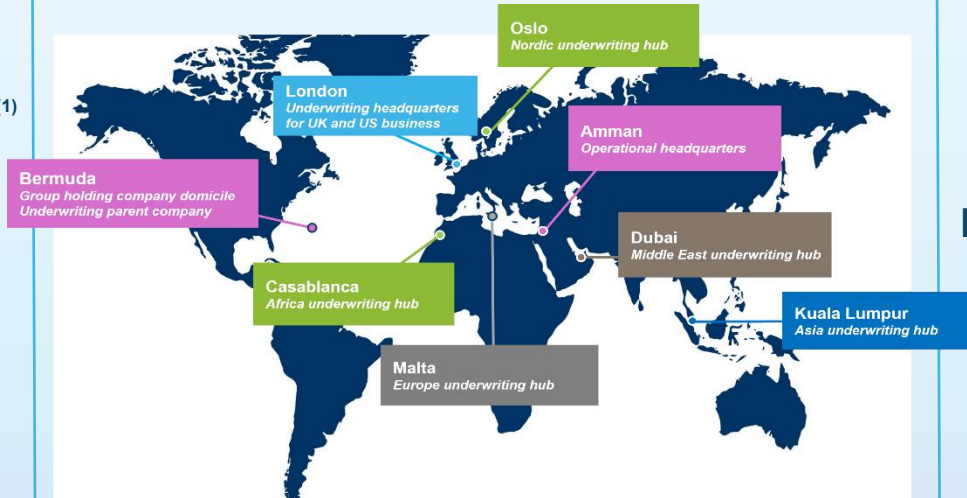 Oslo
Nordic underwriting hub
London
Underwriting headquarters
for UK and US business
(1)
Amman
Operational headquarters
Bermuda
Group holding company domicile
Underwriting parent company
Dubai
Middle East underwriting hub
Casablanca
Africa underwriting hub
Kuala Lumpur
Asia underwriting hub
Malta
Europe underwriting hub